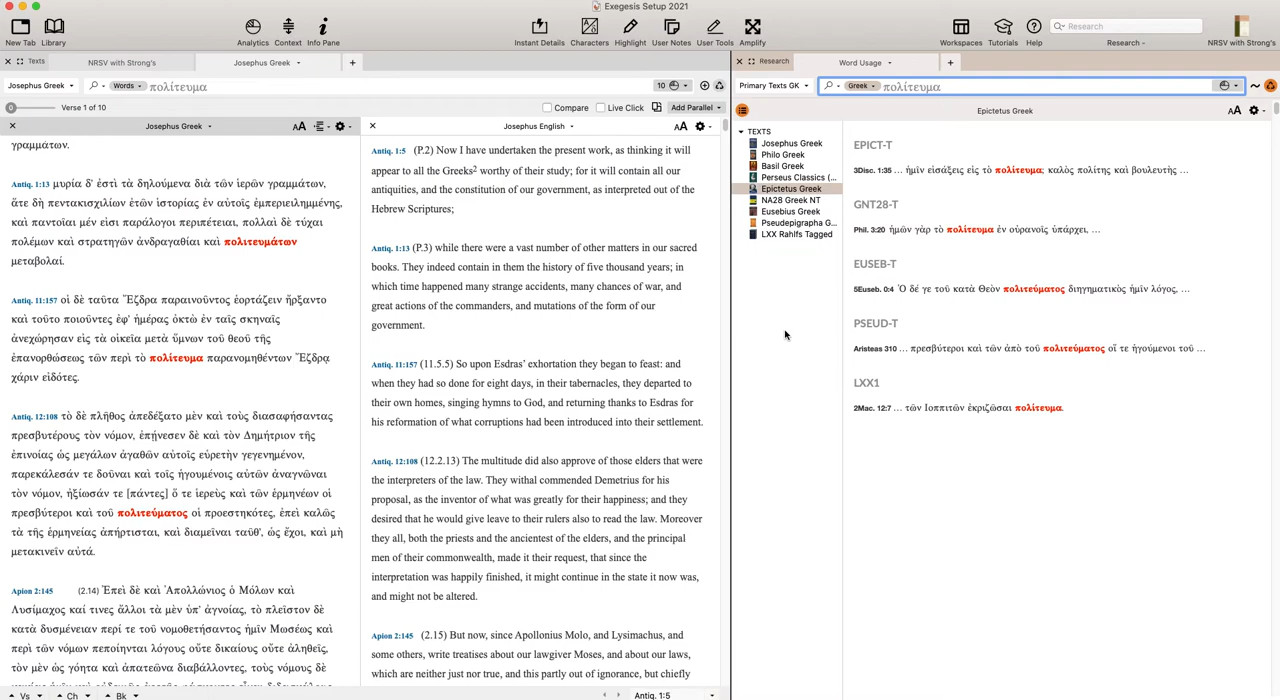 Exegesis Setup 2021
New Tab Library Analytics Context Info Pane Instant Details Characters Highlight User Notes User Tools Amplify Workspaces Tutorials Help Research Research NRSV with Strong's
Texts NRSV with Strong's Josephus Greek +
Josephus Greek Words πολίτευμα 10
0 Verse 1 of 10 Compare Live Click Add Parallel
Josephus Greek AA
γραμμάτων.
Antiq. 1:13 μυρία δ᾽ ἐστὶ τὰ δηλούμενα διὰ τῶν ἱερῶν γραμμάτων,
ἅτε δὴ πεντακισχιλίων ἐτῶν ἱστορίας ἐν αὐτοῖς ἐμπεριειλημμένης,
καὶ παντοῖαι μέν εἰσι παράλογοι περιπέτειαι, πολλαὶ δὲ τύχαι
πολέμων καὶ στρατηγῶν ἀνδραγαθίαι καὶ πολιτευμάτων
μεταβολαί.
Antiq. 11:157 οἱ δὲ ταῦτα Ἔζδρα παραινοῦντος ἑορτάζειν ἤρξαντο
καὶ τοῦτο ποιοῦντες ἐφ᾽ ἡμέρας ὀκτὼ ἐν ταῖς σκηναῖς
ἀνεχώρησαν εἰς τὰ οἰκεῖα μετὰ ὕμνων τοῦ θεοῦ τῆς
ἐπανορθώσεως τῶν περὶ τὸ πολίτευμα παρανομηθέντων Ἔζδρᾳ
χάριν εἰδότες.
Antiq. 12:108 τὸ δὲ πλῆθος ἀπεδέξατο μὲν καὶ τοὺς διασαφήσαντας
πρεσβυτέρους τὸν νόμον, ἐπῄνεσεν δὲ καὶ τὸν Δημήτριον τῆς
ἐπινοίας ὡς μεγάλων ἀγαθῶν αὐτοῖς εὑρετὴν γεγενημένον,
παρεκάλεσάν τε δοῦναι καὶ τοῖς ἡγουμένοις αὐτῶν ἀναγνῶναι
τὸν νόμον, ἠξίωσάν τε [πάντες] ὅ τε ἱερεὺς καὶ τῶν ἑρμηνέων οἱ
πρεσβύτεροι καὶ τοῦ πολιτεύματος οἱ προεστηκότες, ἐπεὶ καλῶς
τὰ τῆς ἑρμηνείας ἀπήρτισται, καὶ διαμεῖναι ταῦθ᾽, ὡς ἔχοι, καὶ μὴ
μετακινεῖν αὐτά.
Apion 2:145 (2.14) Ἐπεὶ δὲ καὶ Ἀπολλώνιος ὁ Μόλων καὶ
Λυσίμαχος καί τινες ἄλλοι τὰ μὲν ὑπ᾽ ἀγνοίας, τὸ πλεῖστον δὲ
κατὰ δυσμένειαν περί τε τοῦ νομοθετήσαντος ἡμῖν Μωσέως καὶ
περὶ τῶν νόμων πεποίηνται λόγους οὔτε δικαίους οὔτε ἀληθεῖς,
τὸν μὲν ὡς γόητα καὶ ἀπατεῶνα διαβάλλοντες, τοὺς νόμους δὲ
Vs Ch Bk
Josephus English AA
Antiq. 1:5 (P.2) Now I have undertaken the present work, as thinking it will
appear to all the Greeks2 worthy of their study; for it will contain all our
antiquities, and the constitution of our government, as interpreted out of the
Hebrew Scriptures;
Antiq. 1:13 (P.3) while there were a vast number of other matters in our sacred
books. They indeed contain in them the history of five thousand years; in
which time happened many strange accidents, many chances of war, and
great actions of the commanders, and mutations of the form of our
government.
Antiq. 11:157 (11.5.5) So upon Esdras' exhortation they began to feast: and
when they had so done for eight days, in their tabernacles, they departed to
their own homes, singing hymns to God, and returning thanks to Esdras for
his reformation of what corruptions had been introduced into their settlement.
Antiq. 12:108 (12.2.13) The multitude did also approve of those elders that were
the interpreters of the law. They withal commended Demetrius for his
proposal, as the inventor of what was greatly for their happiness; and they
desired that he would give leave to their rulers also to read the law. Moreover
they all, both the priests and the ancientest of the elders, and the principal
men of their commonwealth, made it their request, that since the
interpretation was happily finished, it might continue in the state it now was,
and might not be altered.
Apion 2:145 (2.15) But now, since Apollonius Molo, and Lysimachus, and
some others, write treatises about our lawgiver Moses, and about our laws,
which are neither just nor true, and this partly out of ignorance, but chiefly
Antiq. 1:5
Research Word Usage +
Primary Texts GK Greek πολίτευμα
Epictetus Greek AA
TEXTS
Josephus Greek
Philo Greek
Basil Greek
Perseus Classics (...
Epictetus Greek
NA28 Greek NT
Eusebius Greek
Pseudepigrapha G...
LXX Rahlfs Tagged
EPICT-T
3Disc. 1:35 ... ἡμῖν εἰσάξεις εἰς τὸ πολίτευμα; καλὸς πολίτης καὶ βουλευτὴς ...
GNT28-T
Phil. 3:20 ἡμῶν γὰρ τὸ πολίτευμα ἐν οὐρανοῖς ὑπάρχει, ...
EUSEB-T
5Euseb. 0:4 Ὁ δέ γε τοῦ κατὰ Θεὸν πολιτεύματος διηγηματικὸς ἡμῖν λόγος, ...
PSEUD-T
Aristeas 310 ... πρεσβύτεροι καὶ τῶν ἀπὸ τοῦ πολιτεύματος οἵ τε ἡγούμενοι τοῦ ...
LXX1
2Mac. 12:7 ... τῶν Ιοππιτῶν ἐκριζῶσαι πολίτευμα.